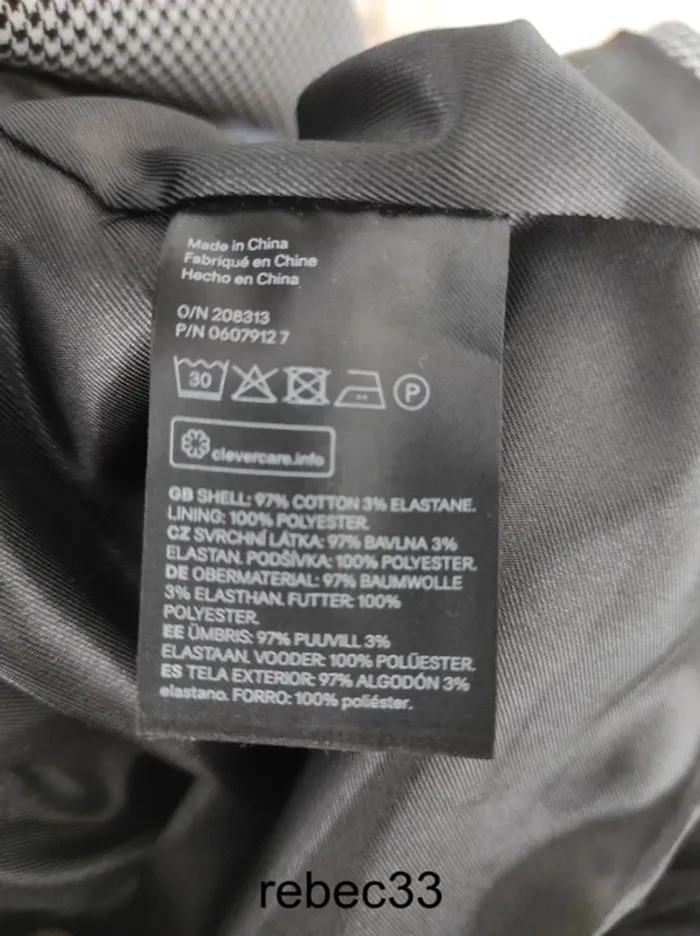 Made in China
Fabriqué en Chine
Hecho en China
O/N 208313
P/N 0607912 7
30
P
clevercare.info
GB SHELL: 97% COTTON 3% ELASTANE.
LINING: 100% POLYESTER.
CZ SVRCHNÍ LÁTKA: 97% BAVLNA 3%
ELASTAN. PODŠÍVKA: 100% POLYESTER.
DE OBERMATERIAL: 97% BAUMWOLLE
3% ELASTHAN. FUTTER: 100%
POLYESTER.
EE ÜMBRIS: 97% PUUVILL 3%
ELASTAAN. VOODER: 100% POLÜESTER.
ES TELA EXTERIOR: 97% ALGODÓN 3%
elastano. FORRO: 100% poliéster.
rebec33